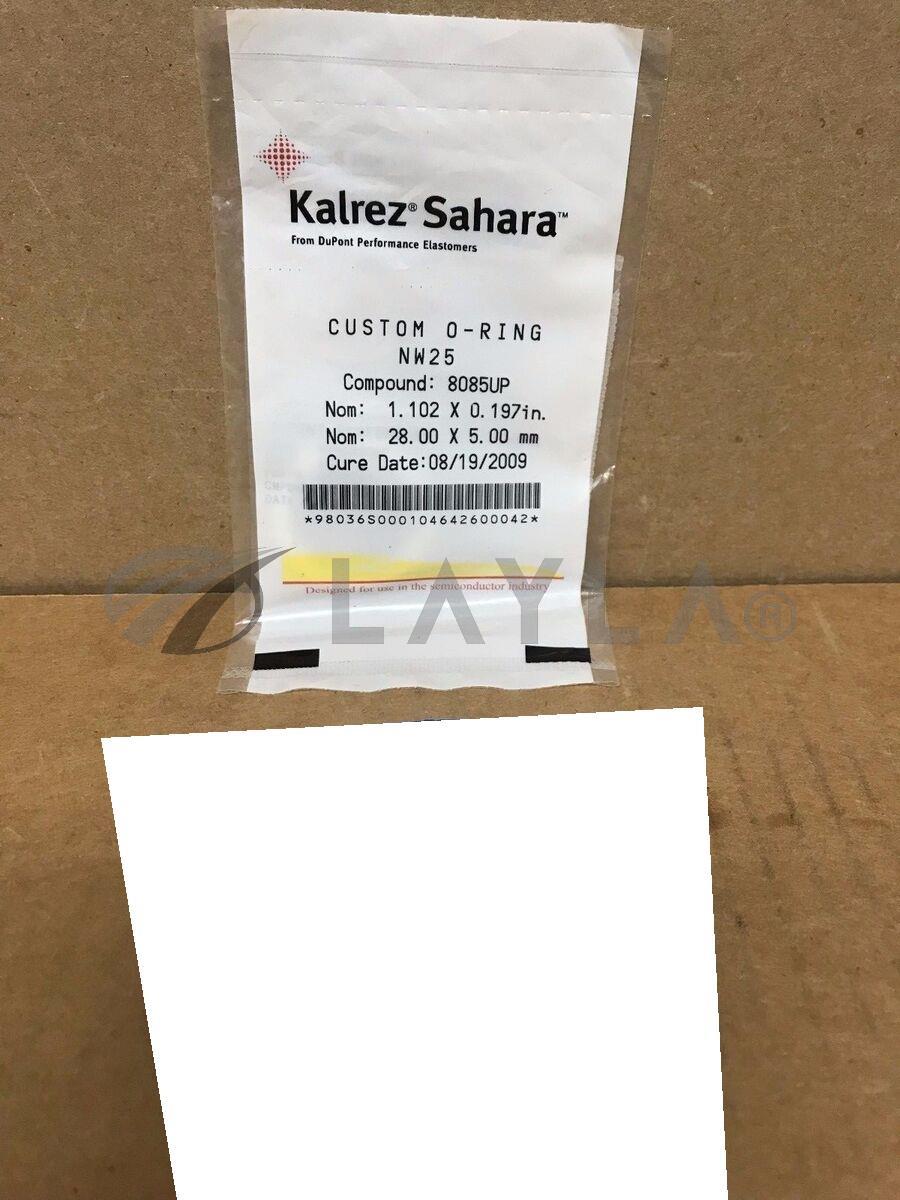 Kalrez® Sahara™
From DuPont Performance Elastomers
CUSTOM O-RING
NW25
Compound: 8085UP
Nom: 1.102 X 0.197in.
Nom: 28.00 X 5.00 mm
Cure Date:08/19/2009
*98036S000104642600042*
LAYLA®
Designed for use in the semiconductor industry